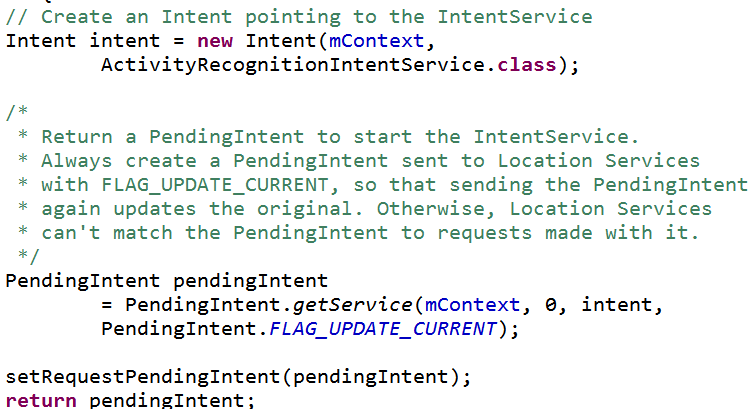 // Create an Intent pointing to the IntentService
Intent intent = new Intent(mContext,
        ActivityRecognitionIntentService.class);

/*
 * Return a PendingIntent to start the IntentService.
 * Always create a PendingIntent sent to Location Services
 * with FLAG_UPDATE_CURRENT, so that sending the PendingIntent
 * again updates the original. Otherwise, Location Services
 * can't match the PendingIntent to requests made with it.
 */
PendingIntent pendingIntent
        = PendingIntent.getService(mContext, 0, intent,
        PendingIntent.FLAG_UPDATE_CURRENT);

setRequestPendingIntent(pendingIntent);
return pendingIntent;